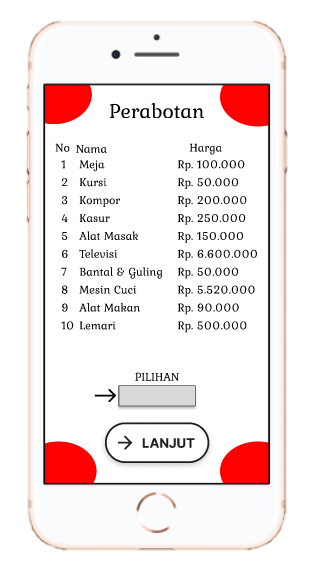 Perabotan
No Nama Harga
1 Meja Rp. 100.000
2 Kursi Rp. 50.000
3 Kompor Rp. 200.000
4 Kasur Rp. 250.000
5 Alat Masak Rp. 150.000
6 Televisi Rp. 6.600.000
7 Bantal & Guling Rp. 50.000
8 Mesin Cuci Rp. 5.520.000
9 Alat Makan Rp. 90.000
10 Lemari Rp. 500.000
PILIHAN
LANJUT